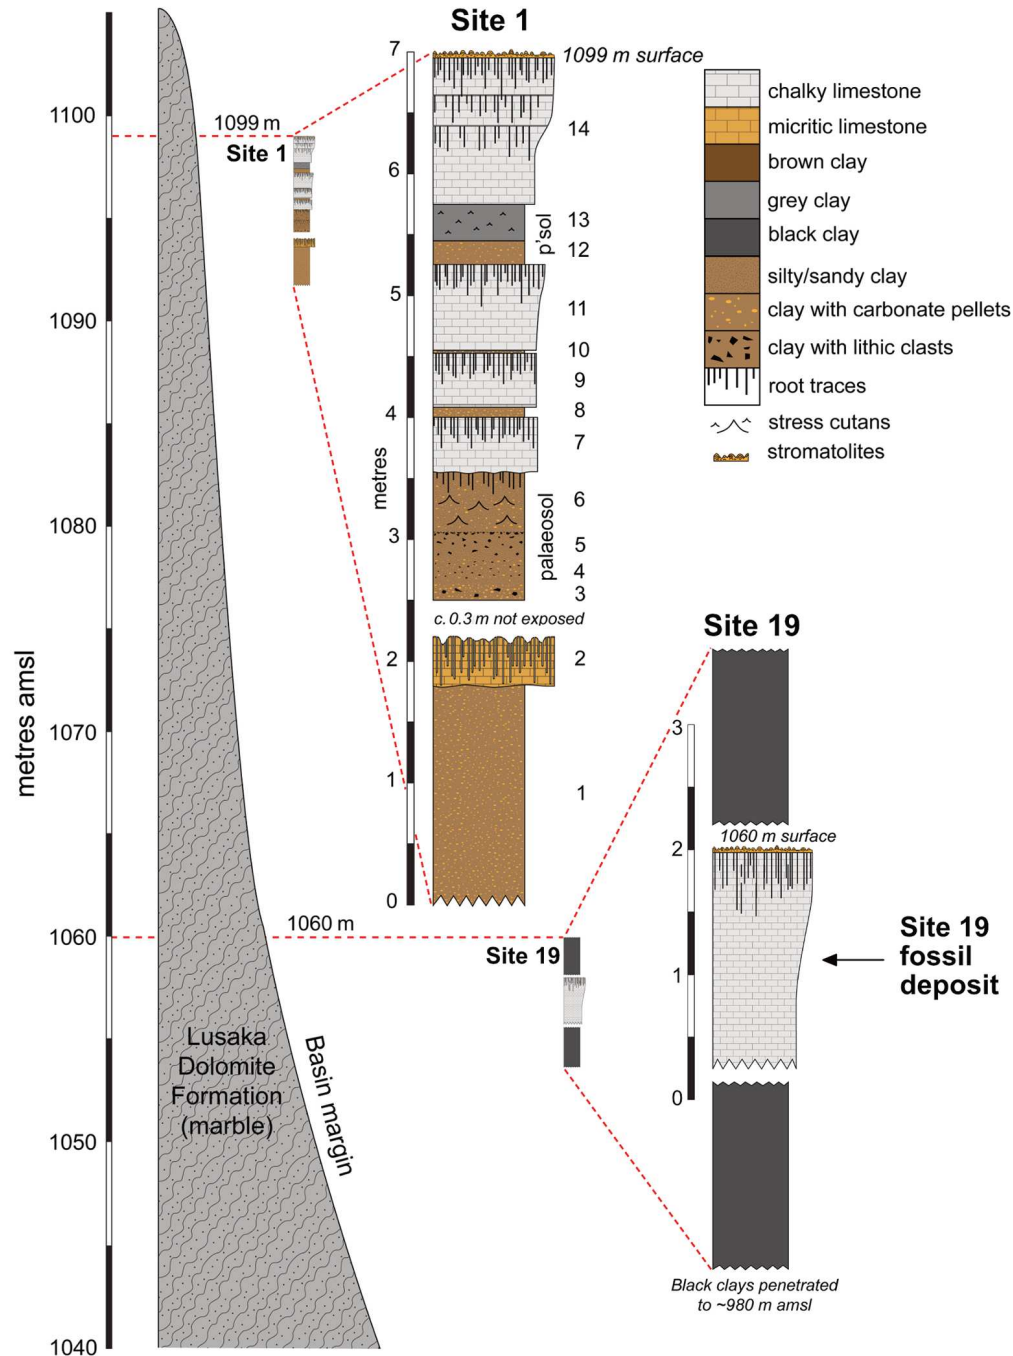 Site 1
7
1099 m surface
1100
1099 m
Site 1
14
6
13
p'sol
12
5
11
10
1090
9
4
8
7
metres
6
1080
3
5
palaeosol
4
3
c. 0.3 m not exposed
2
2
1070
metres amsl
1
1
0
chalky limestone
micritic limestone
brown clay
grey clay
black clay
silty/sandy clay
clay with carbonate pellets
clay with lithic clasts
root traces
stress cutans
stromatolites
Site 19
3
1060 m surface
2
1
0
Site 19
fossil
deposit
Black clays penetrated
to ~980 m amsl
1060
1060 m
Site 19
Lusaka
Dolomite
Formation
(marble)
Basin margin
1050
1040